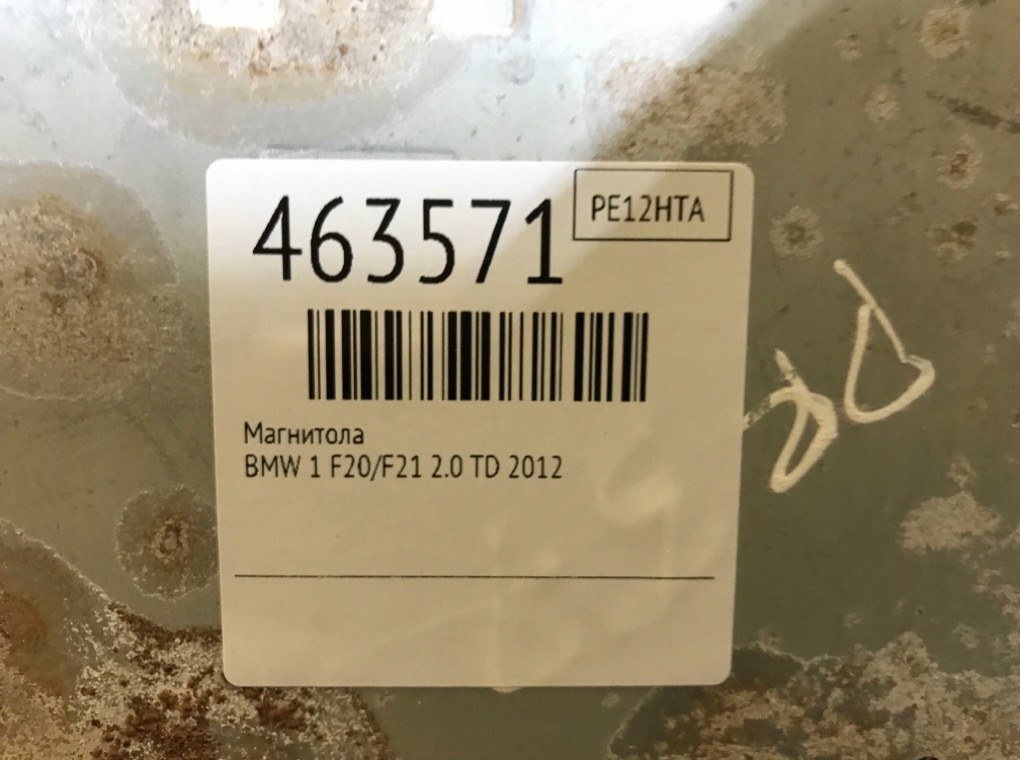 463571
PE12HTA
Магнитола
BMW 1 F20/F21 2.0 TD 2012